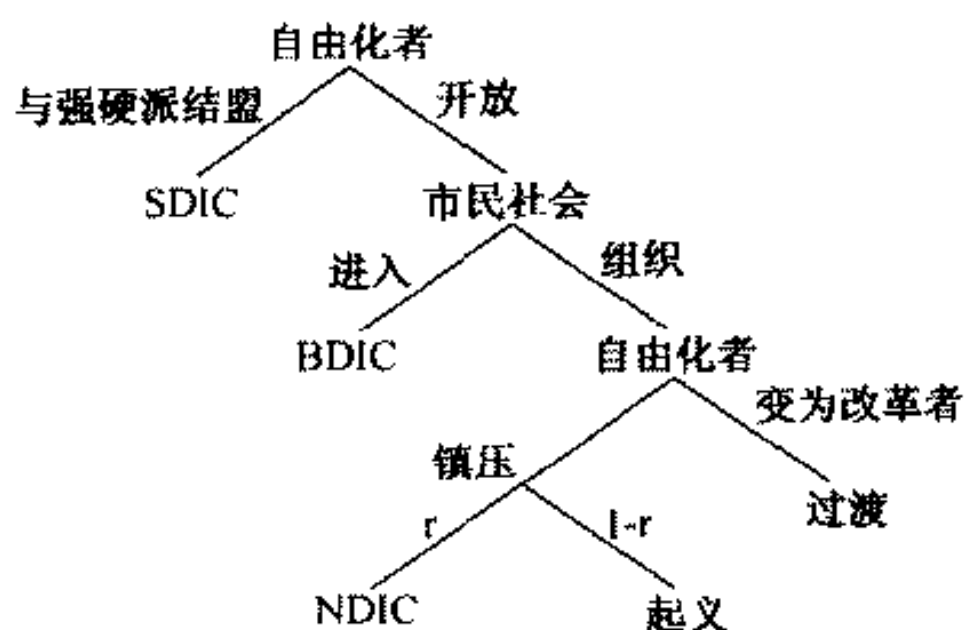 自由化者
与强硬派结盟
开放
SDIC
市民社会
进入
组织
BDIC
自由化者
变为改革者
镇压
过渡
r
1-r
NDIC
起义